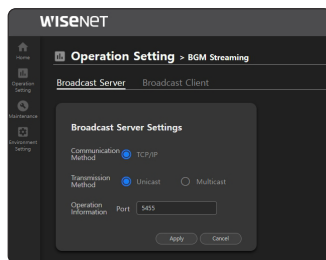 WISENET
Home
Operation Setting > BGM Streaming
Operation
Setting
Broadcast Server Broadcast Client
Maintenance
Environment
Setting
Broadcast Server Settings
Communication
Method
TCP/IP
Transmission
Method
Unicast Multicast
Operation
Information
Port 5455
Apply Cancel